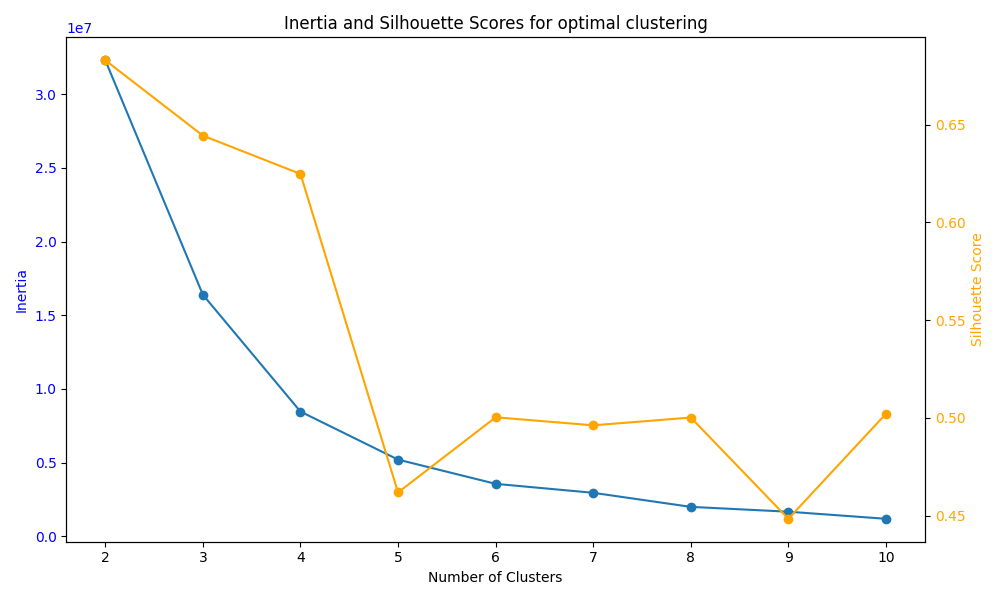 Inertia and Silhouette Scores for optimal clustering
1e7
3.0
2.5
2.0
1.5
1.0
0.5
0.0
Inertia
0.65
0.60
0.55
0.50
0.45
Silhouette Score
2 3 4 5 6 7 8 9 10
Number of Clusters